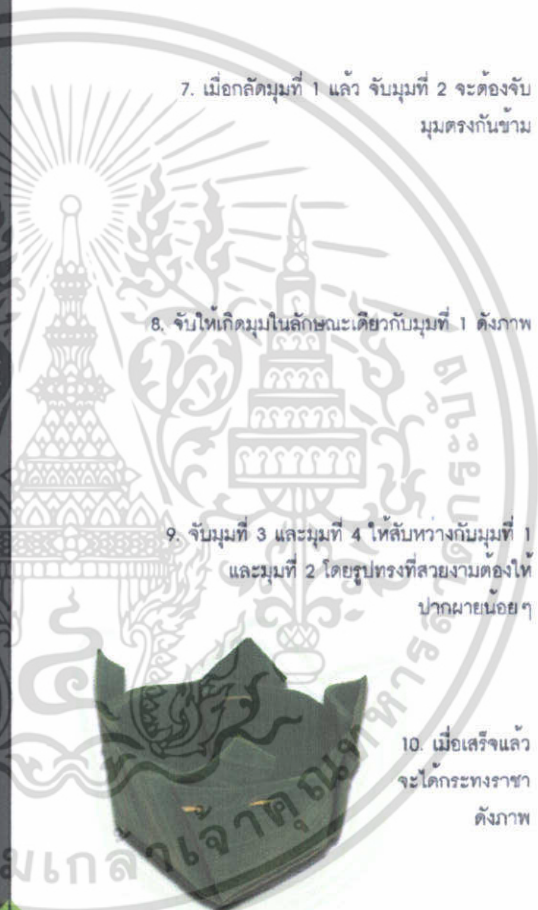 7. เมื่อกลัดมุมที่ 1 แล้ว จับมุมที่ 2 จะต้องจับ
มุมตรงกันข้าม
8. จับให้เกิดมุมในลักษณะเดียวกับมุมที่ 1 ดังภาพ
9. จับมุมที่ 3 และมุมที่ 4 ให้สับหว่างกับมุมที่ 1
และมุมที่ 2 โดยรูปทรงที่สวยงามต้องให้
ปากผายน้อยๆ
10. เมื่อเสร็จแล้ว
จะได้กระทงราชา
ดังภาพ